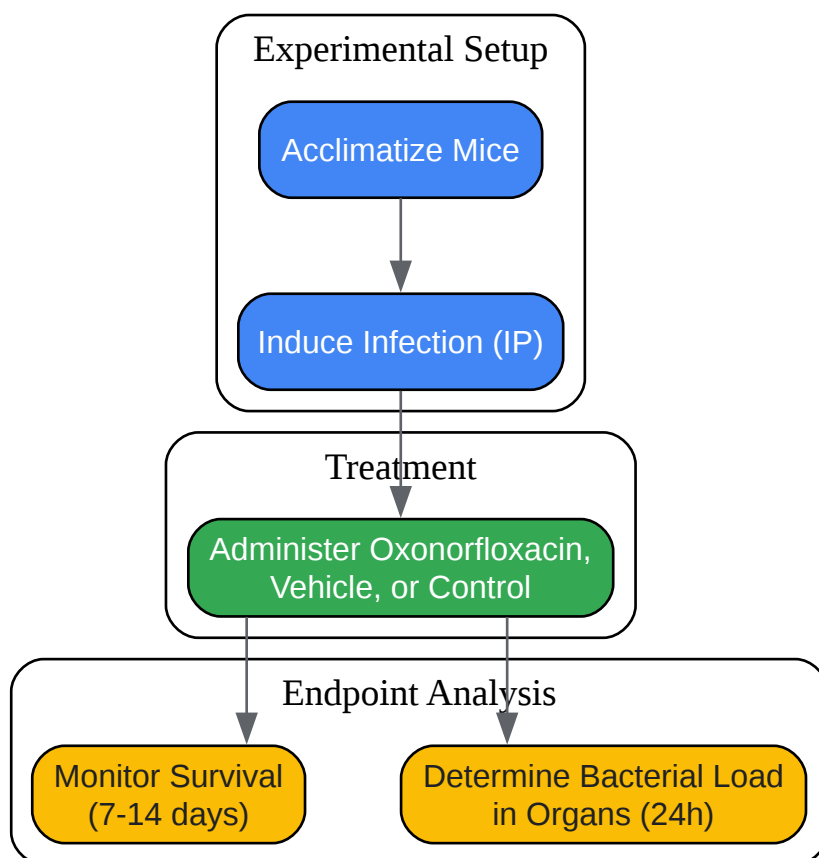 Experimental Setup
Acclimatize Mice
Induce Infection (IP)
Treatment
Administer Oxonorfloxacin,
Vehicle, or Control
Endpoint Analysis
Monitor Survival
(7-14 days)
Determine Bacterial Load
in Organs (24h)